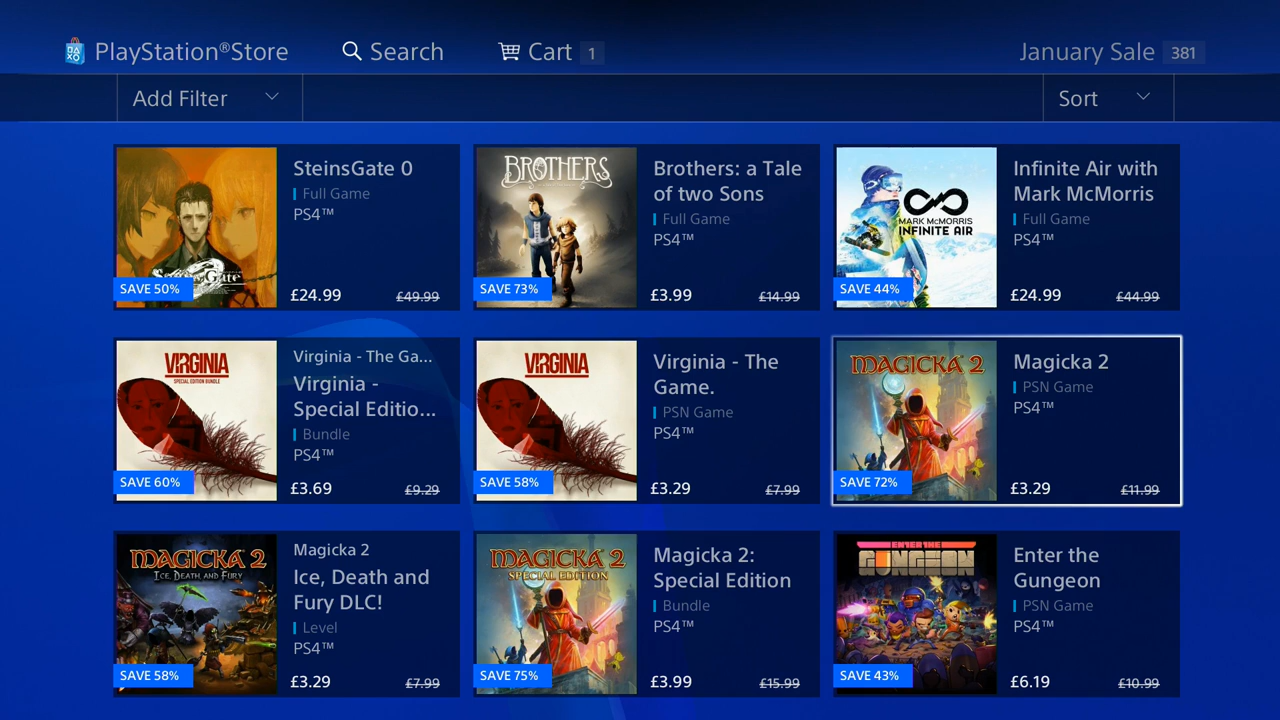 PlayStation®Store
Search
Cart 1
January Sale 381
Add Filter
Sort
SteinsGate 0
Full Game
PS4™
SAVE 50%
£24.99
£49.99
BROTHERS
Brothers: a Tale
of two Sons
Full Game
PS4™
SAVE 73%
£3.99
£14.99
MARK McMORRIS
INFINITE AIR
Infinite Air with
Mark McMorris
Full Game
PS4™
SAVE 44%
£24.99
£44.99
VIRGINIA
SPECIAL EDITION BUNDLE
Virginia - The Ga...
Virginia -
Special Editio...
Bundle
PS4™
SAVE 60%
£3.69
£9.29
VIRGINIA
Virginia - The
Game.
PSN Game
PS4™
SAVE 58%
£3.29
£7.99
MAGICKA 2
Magicka 2
PSN Game
PS4™
SAVE 72%
£3.29
£11.99
MAGICKA 2
ICE, DEATH AND FURY
Magicka 2
Ice, Death and
Fury DLC!
Level
PS4™
SAVE 58%
£3.29
£7.99
MAGICKA 2
SPECIAL EDITION
Magicka 2:
Special Edition
Bundle
PS4™
SAVE 75%
£3.99
£15.99
ENTER THE
GUNGEON
Enter the
Gungeon
PSN Game
PS4™
SAVE 43%
£6.19
£10.99